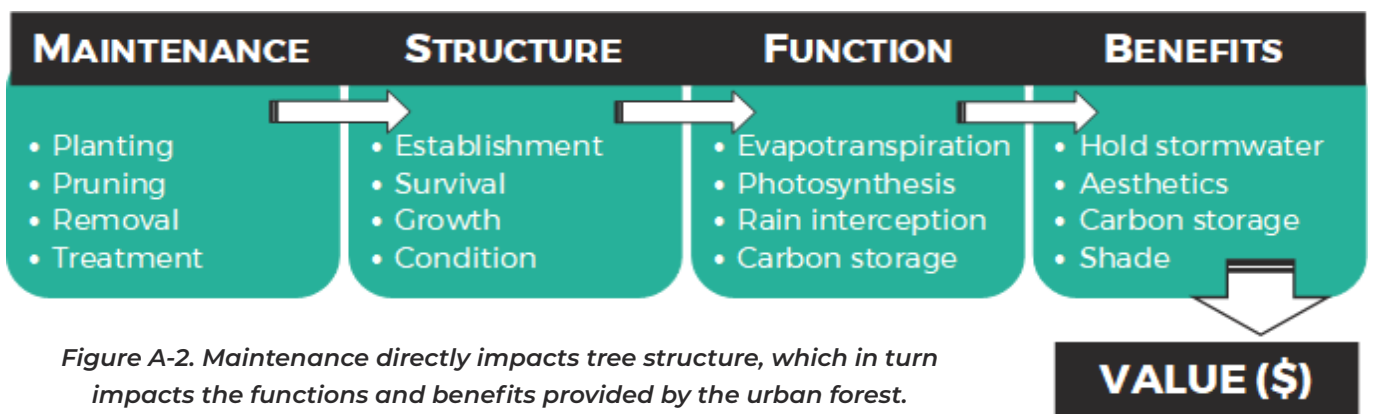 MAINTENANCE
STRUCTURE
FUNCTION
BENEFITS
• Planting
• Pruning
• Removal
• Treatment
• Establishment
• Survival
• Growth
• Condition
• Evapotranspiration
• Photosynthesis
• Rain interception
• Carbon storage
• Hold stormwater
• Aesthetics
• Carbon storage
• Shade
VALUE ($)
Figure A-2. Maintenance directly impacts tree structure, which in turn
impacts the functions and benefits provided by the urban forest.